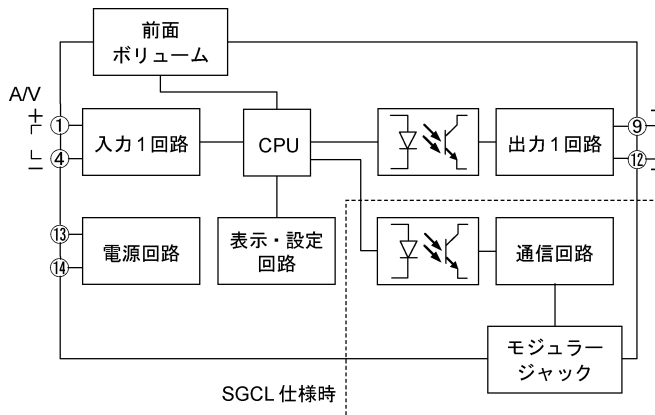 前面
ボリューム
A/V
+
①
④
−
入力1回路
CPU
出力1回路
⑨
⑫
⑬
⑭
電源回路
表示・設定
回路
通信回路
モジュラー
ジャック
SGCL 仕様時